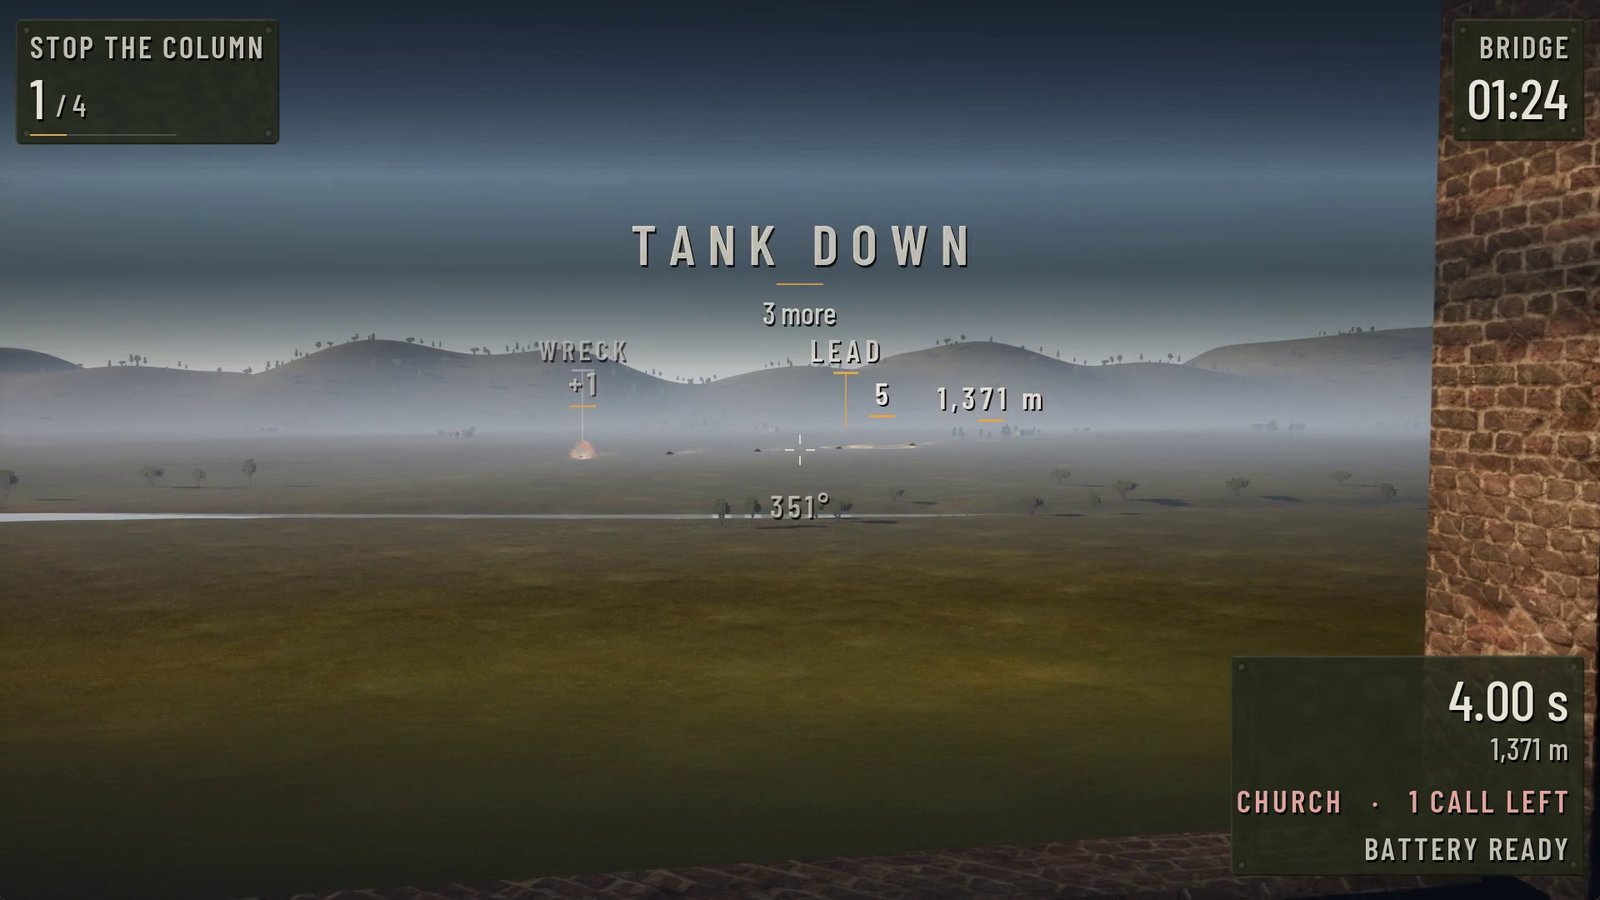 STOP THE COLUMN
1 / 4
BRIDGE
01:24
TANK DOWN
3 more
WRECK
+1
LEAD
5
1,371 m
351°
4.00 s
1,371 m
CHURCH · 1 CALL LEFT
BATTERY READY